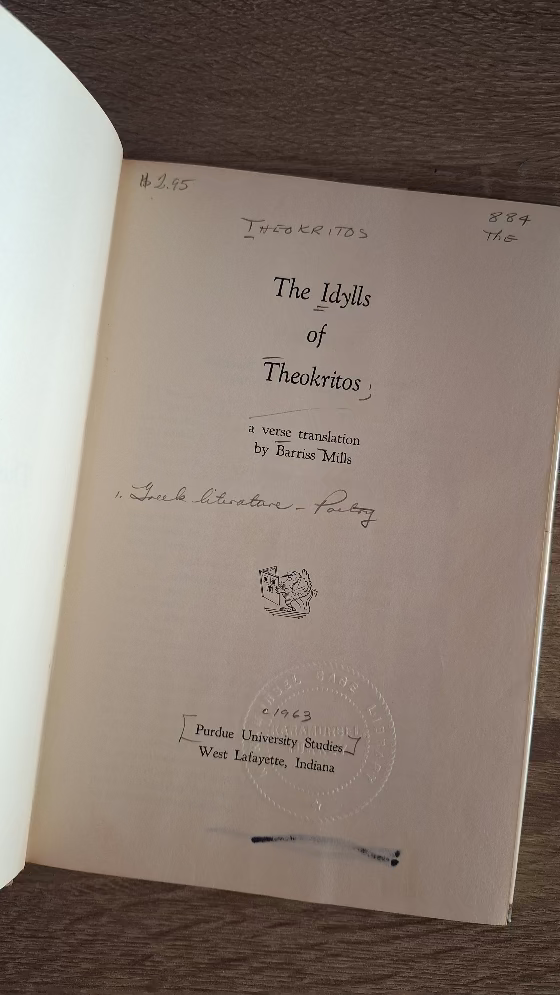 $2.95
884
THE
THEOKRITOS
The Idylls
of
Theokritos;
a verse translation
by Barriss Mills
1. Greek literature - Poetry
c1963
[Purdue University Studies]
West Lafayette, Indiana
LIBRARY